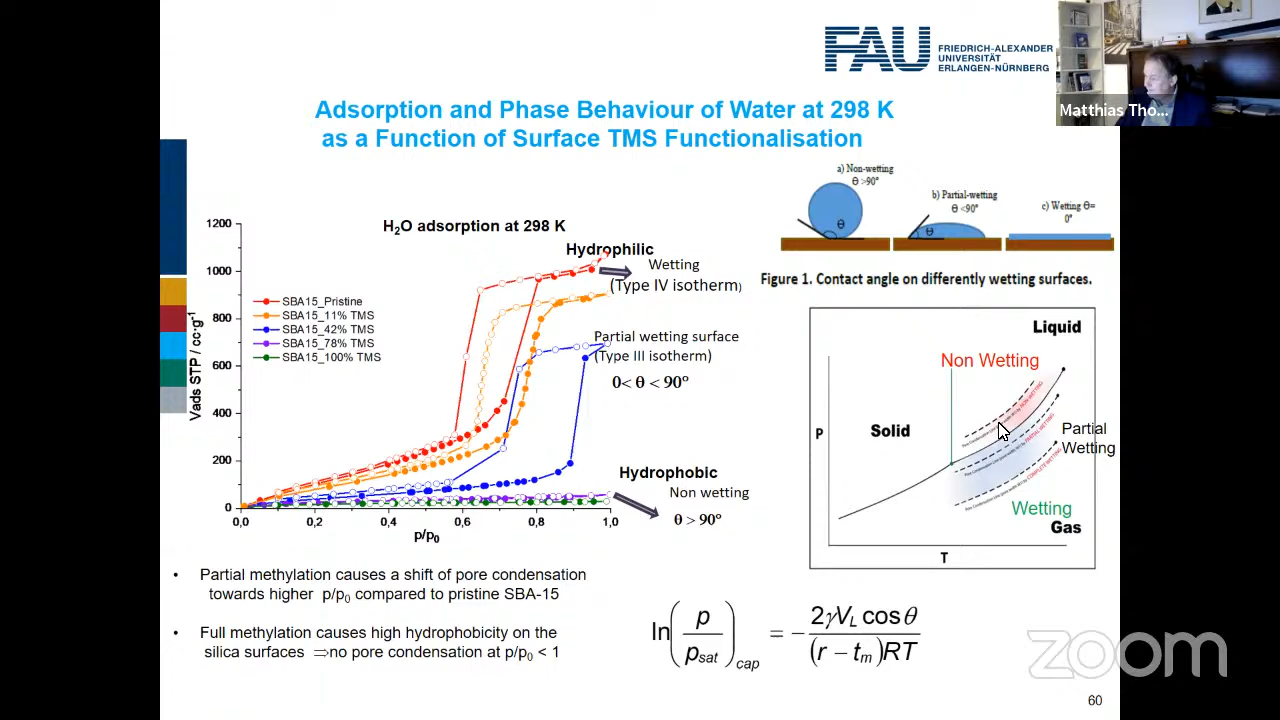 FAU
FRIEDRICH-ALEXANDER
UNIVERSITÄT
ERLANGEN-NÜRNBERG
Matthias Tho...
Adsorption and Phase Behaviour of Water at 298 K
as a Function of Surface TMS Functionalisation
a) Non-wetting
Θ >90°
b) Partial-wetting
Θ <90°
c) Wetting Θ=
0°
θ
θ
Figure 1. Contact angle on differently wetting surfaces.
H2O adsorption at 298 K
Hydrophilic
Wetting
(Type IV isotherm)
SBA15_Pristine
SBA15_11% TMS
SBA15_42% TMS
SBA15_78% TMS
SBA15_100% TMS
Partial wetting surface
(Type III isotherm)
0< θ < 90°
Hydrophobic
Non wetting
θ > 90°
Vads STP / cc·g-1
1200
1000
800
600
400
200
0
0,0 0,2 0,4 0,6 0,8 1,0
p/p0
Liquid
Non Wetting
Solid
P
Partial
Wetting
Wetting
Gas
T
• Partial methylation causes a shift of pore condensation
towards higher p/p0 compared to pristine SBA-15
• Full methylation causes high hydrophobicity on the
silica surfaces ⇒no pore condensation at p/p0 < 1
ln(p/psat)cap = − 2γVL cos θ / (r − tm)RT
zoom
60